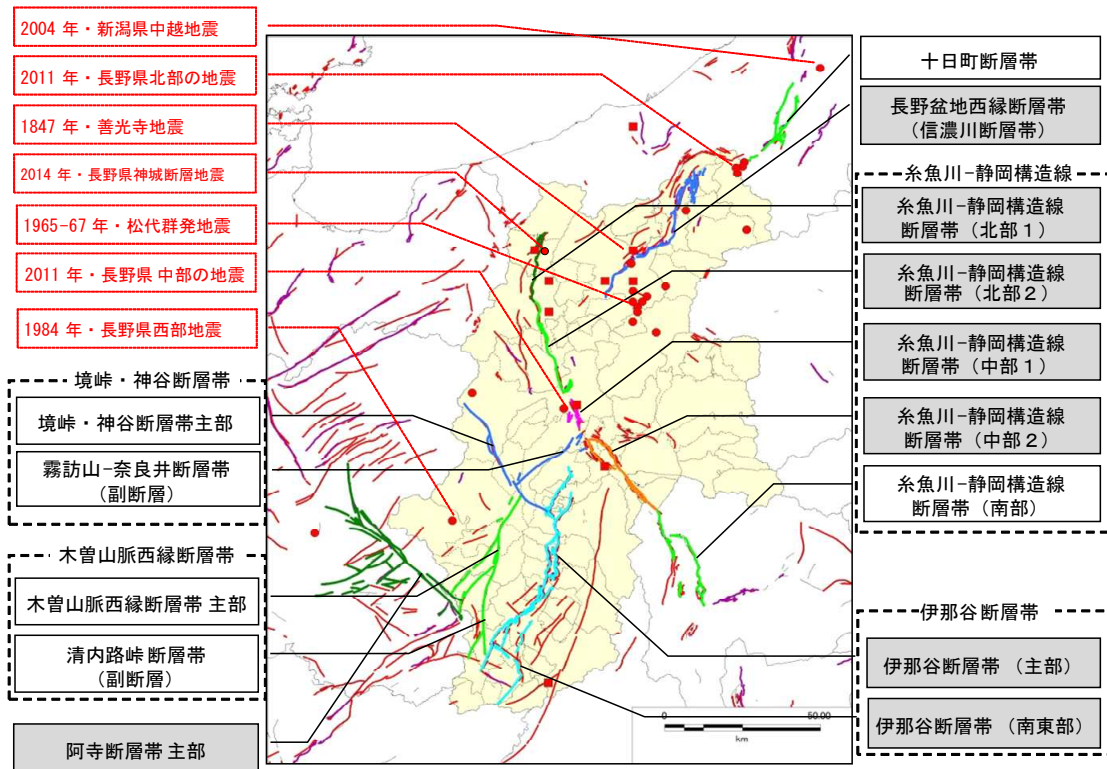 2004 年・新潟県中越地震
2011 年・長野県北部の地震
1847 年・善光寺地震
2014 年・長野県神城断層地震
1965-67 年・松代群発地震
2011 年・長野県 中部の地震
1984 年・長野県西部地震
境峠・神谷断層帯
境峠・神谷断層帯主部
霧訪山−奈良井断層帯
(副断層)
木曽山脈西縁断層帯
木曽山脈西縁断層帯 主部
清内路峠 断層帯
(副断層)
阿寺断層帯 主部
十日町断層帯
長野盆地西縁断層帯
(信濃川断層帯)
糸魚川−静岡構造線
糸魚川−静岡構造線
断層帯(北部1)
糸魚川−静岡構造線
断層帯(北部2)
糸魚川−静岡構造線
断層帯(中部1)
糸魚川−静岡構造線
断層帯(中部2)
糸魚川−静岡構造線
断層帯(南部)
伊那谷断層帯
伊那谷断層帯 (主部)
伊那谷断層帯 (南東部)
0 50.00
km